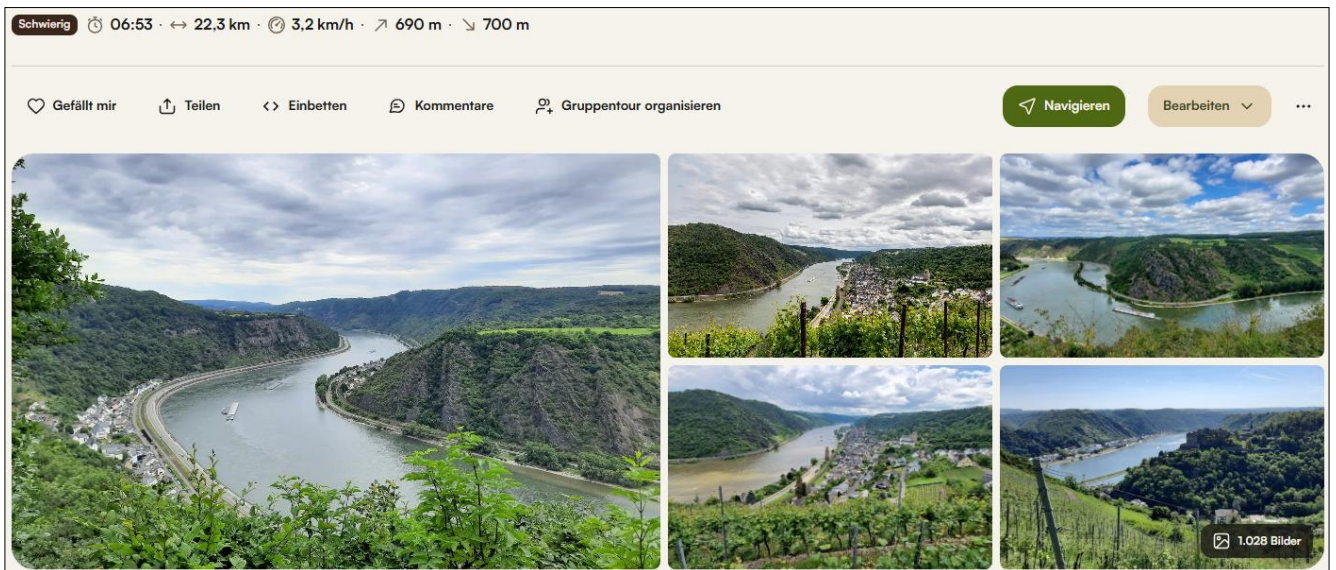 Schwierig 06:53 · 22,3 km · 3,2 km/h · 690 m · 700 m
Gefällt mir Teilen Einbetten Kommentare Gruppentour organisieren Navigieren Bearbeiten
1.028 Bilder